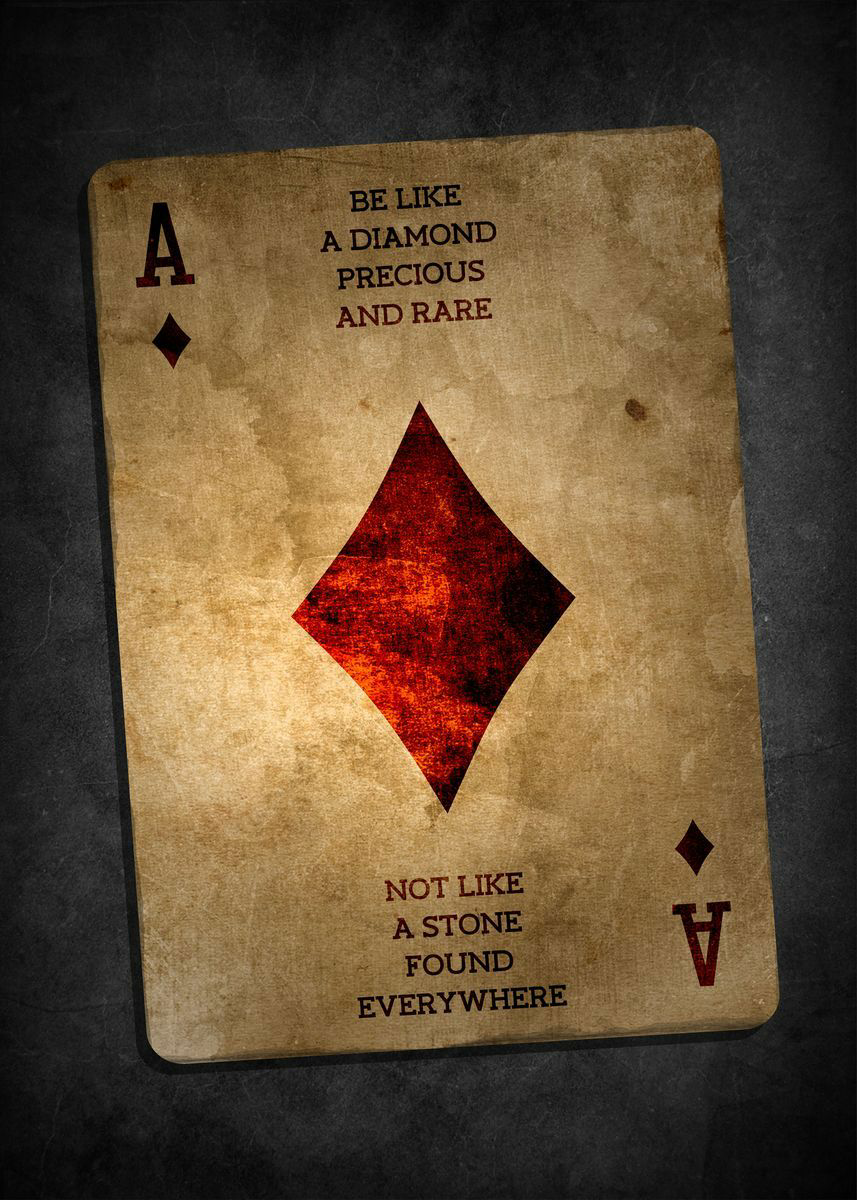 A
BE LIKE
A DIAMOND
PRECIOUS
AND RARE
NOT LIKE
A STONE
FOUND
EVERYWHERE
A